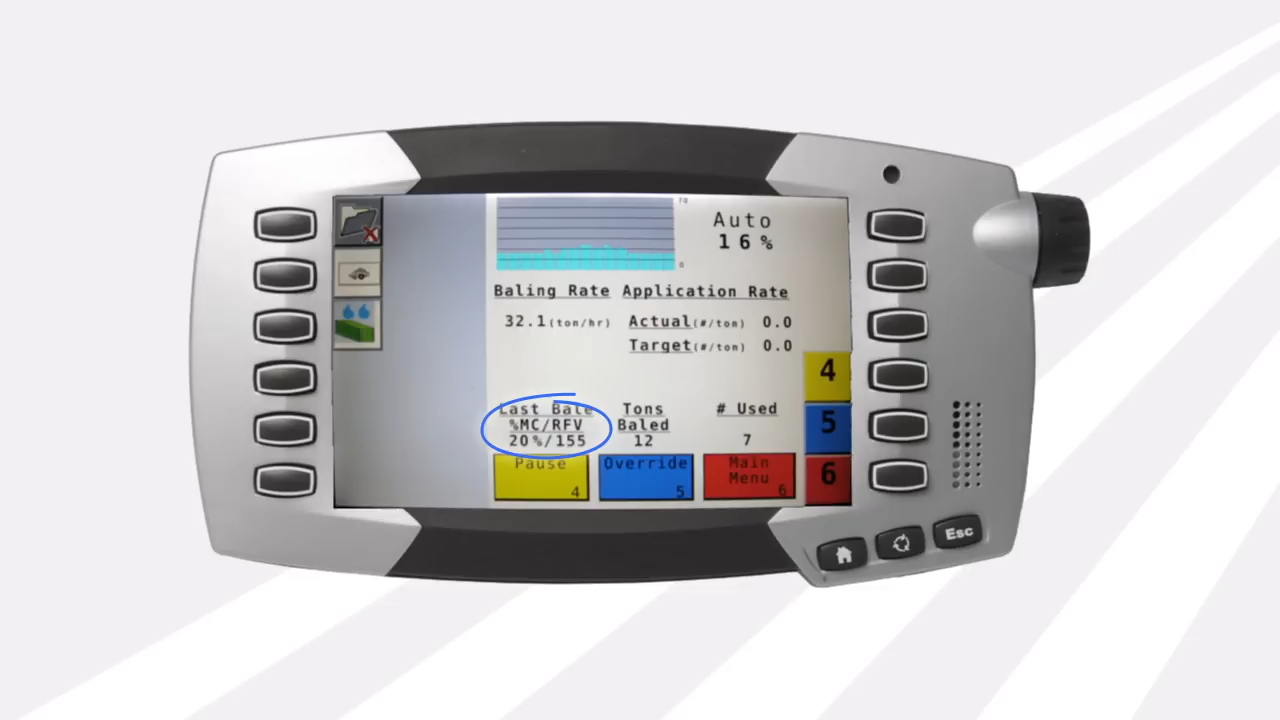 70
Auto
16%
0
Baling Rate Application Rate
32.1(ton/hr) Actual(#/ton) 0.0
Target(#/ton) 0.0
Last Bale Tons # Used
%MC/RFV Baled
20%/155 12 7
Pause 4
Override 5
Main
Menu 6
4
5
6
Esc